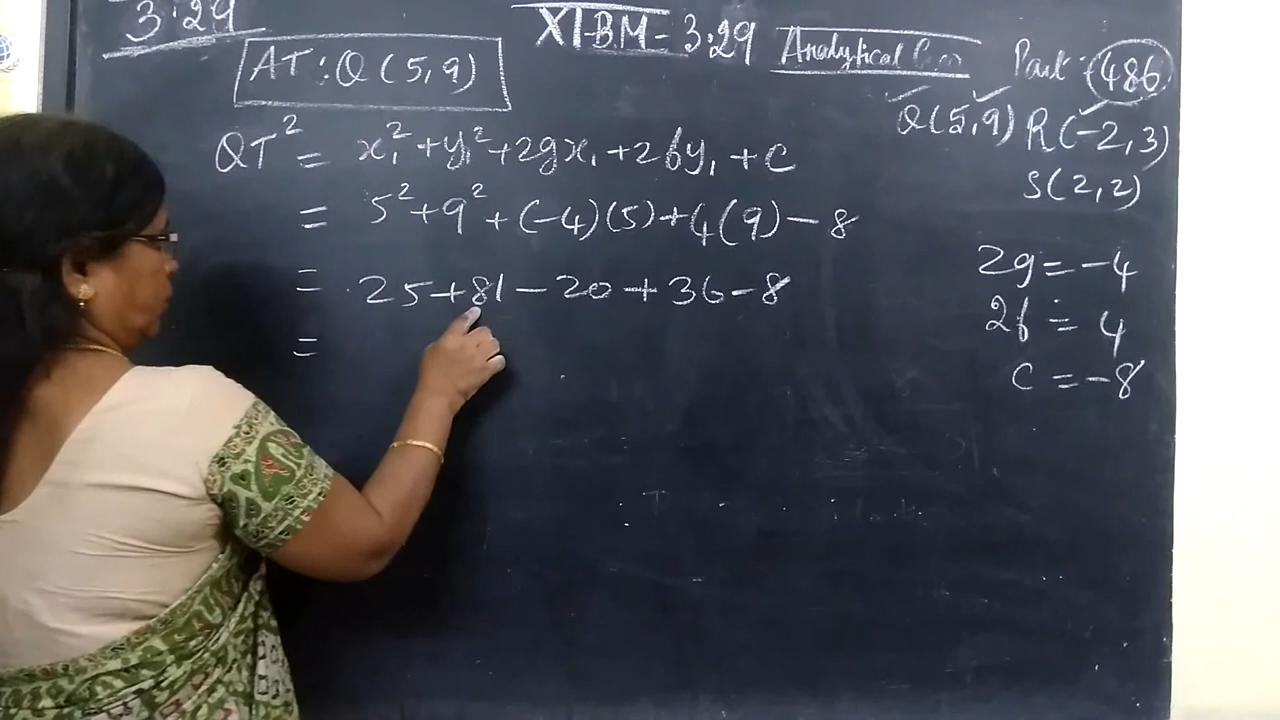 3.29
XI-B.M-3.29
Analytical Geo
Part: 486
AT: Q(5,9)
Q(5,9) R(-2,3)
S(2,2)
QT² = x₁² + y₁² + 2gx₁ + 2fy₁ + c
= 5² + 9² + (-4)(5) + 4(9) - 8
= 25 + 81 - 20 + 36 - 8
=
2g = -4
2f = 4
c = -8